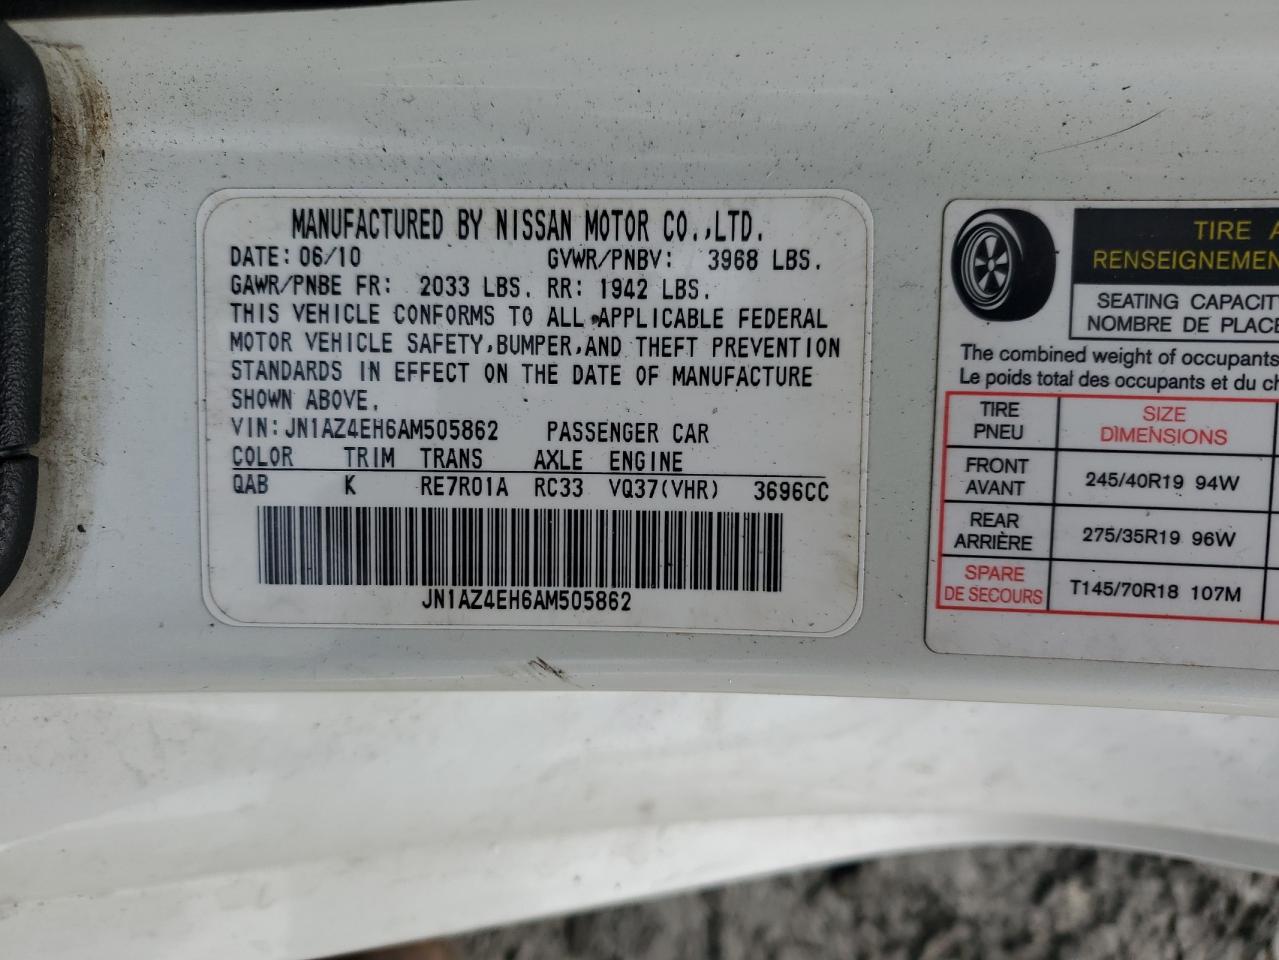 MANUFACTURED BY NISSAN MOTOR CO.,LTD.
DATE: 06/10 GVWR/PNBV: 3968 LBS.
GAWR/PNBE FR: 2033 LBS. RR: 1942 LBS.
THIS VEHICLE CONFORMS TO ALL APPLICABLE FEDERAL
MOTOR VEHICLE SAFETY,BUMPER,AND THEFT PREVENTION
STANDARDS IN EFFECT ON THE DATE OF MANUFACTURE
SHOWN ABOVE.
VIN: JN1AZ4EH6AM505862 PASSENGER CAR
COLOR TRIM TRANS AXLE ENGINE
QAB K RE7R01A RC33 VQ37(VHR) 3696CC
JN1AZ4EH6AM505862
TIRE A
RENSEIGNEMEN
SEATING CAPACIT
NOMBRE DE PLACE
The combined weight of occupants
Le poids total des occupants et du ch
TIRE SIZE
PNEU DIMENSIONS
FRONT
AVANT 245/40R19 94W
REAR
ARRIÈRE 275/35R19 96W
SPARE
DE SECOURS T145/70R18 107M